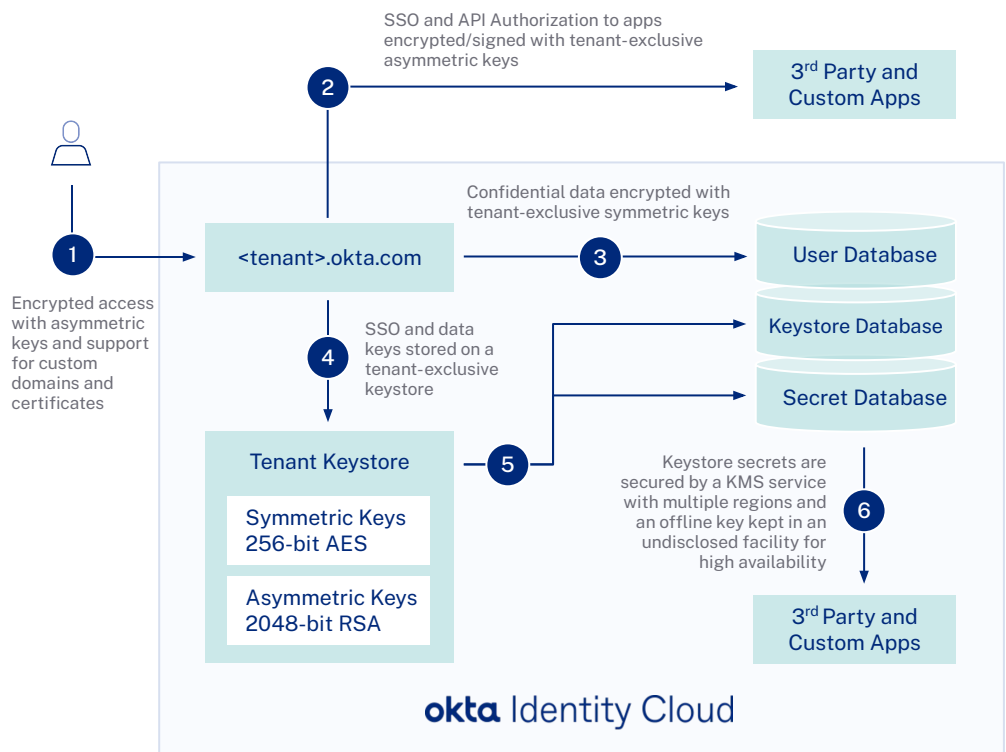 SSO and API Authorization to apps
encrypted/signed with tenant-exclusive
asymmetric keys
2
3rd Party and
Custom Apps
1
Encrypted access
with asymmetric
keys and support
for custom
domains and
certificates
<tenant>.okta.com
Confidential data encrypted with
tenant-exclusive symmetric keys
3
User Database
Keystore Database
Secret Database
4
SSO and data
keys stored on a
tenant-exclusive
keystore
Tenant Keystore
Symmetric Keys
256-bit AES
Asymmetric Keys
2048-bit RSA
5
Keystore secrets are
secured by a KMS service
with multiple regions and
an offline key kept in an
undisclosed facility for
high availability
6
3rd Party and
Custom Apps
okta Identity Cloud